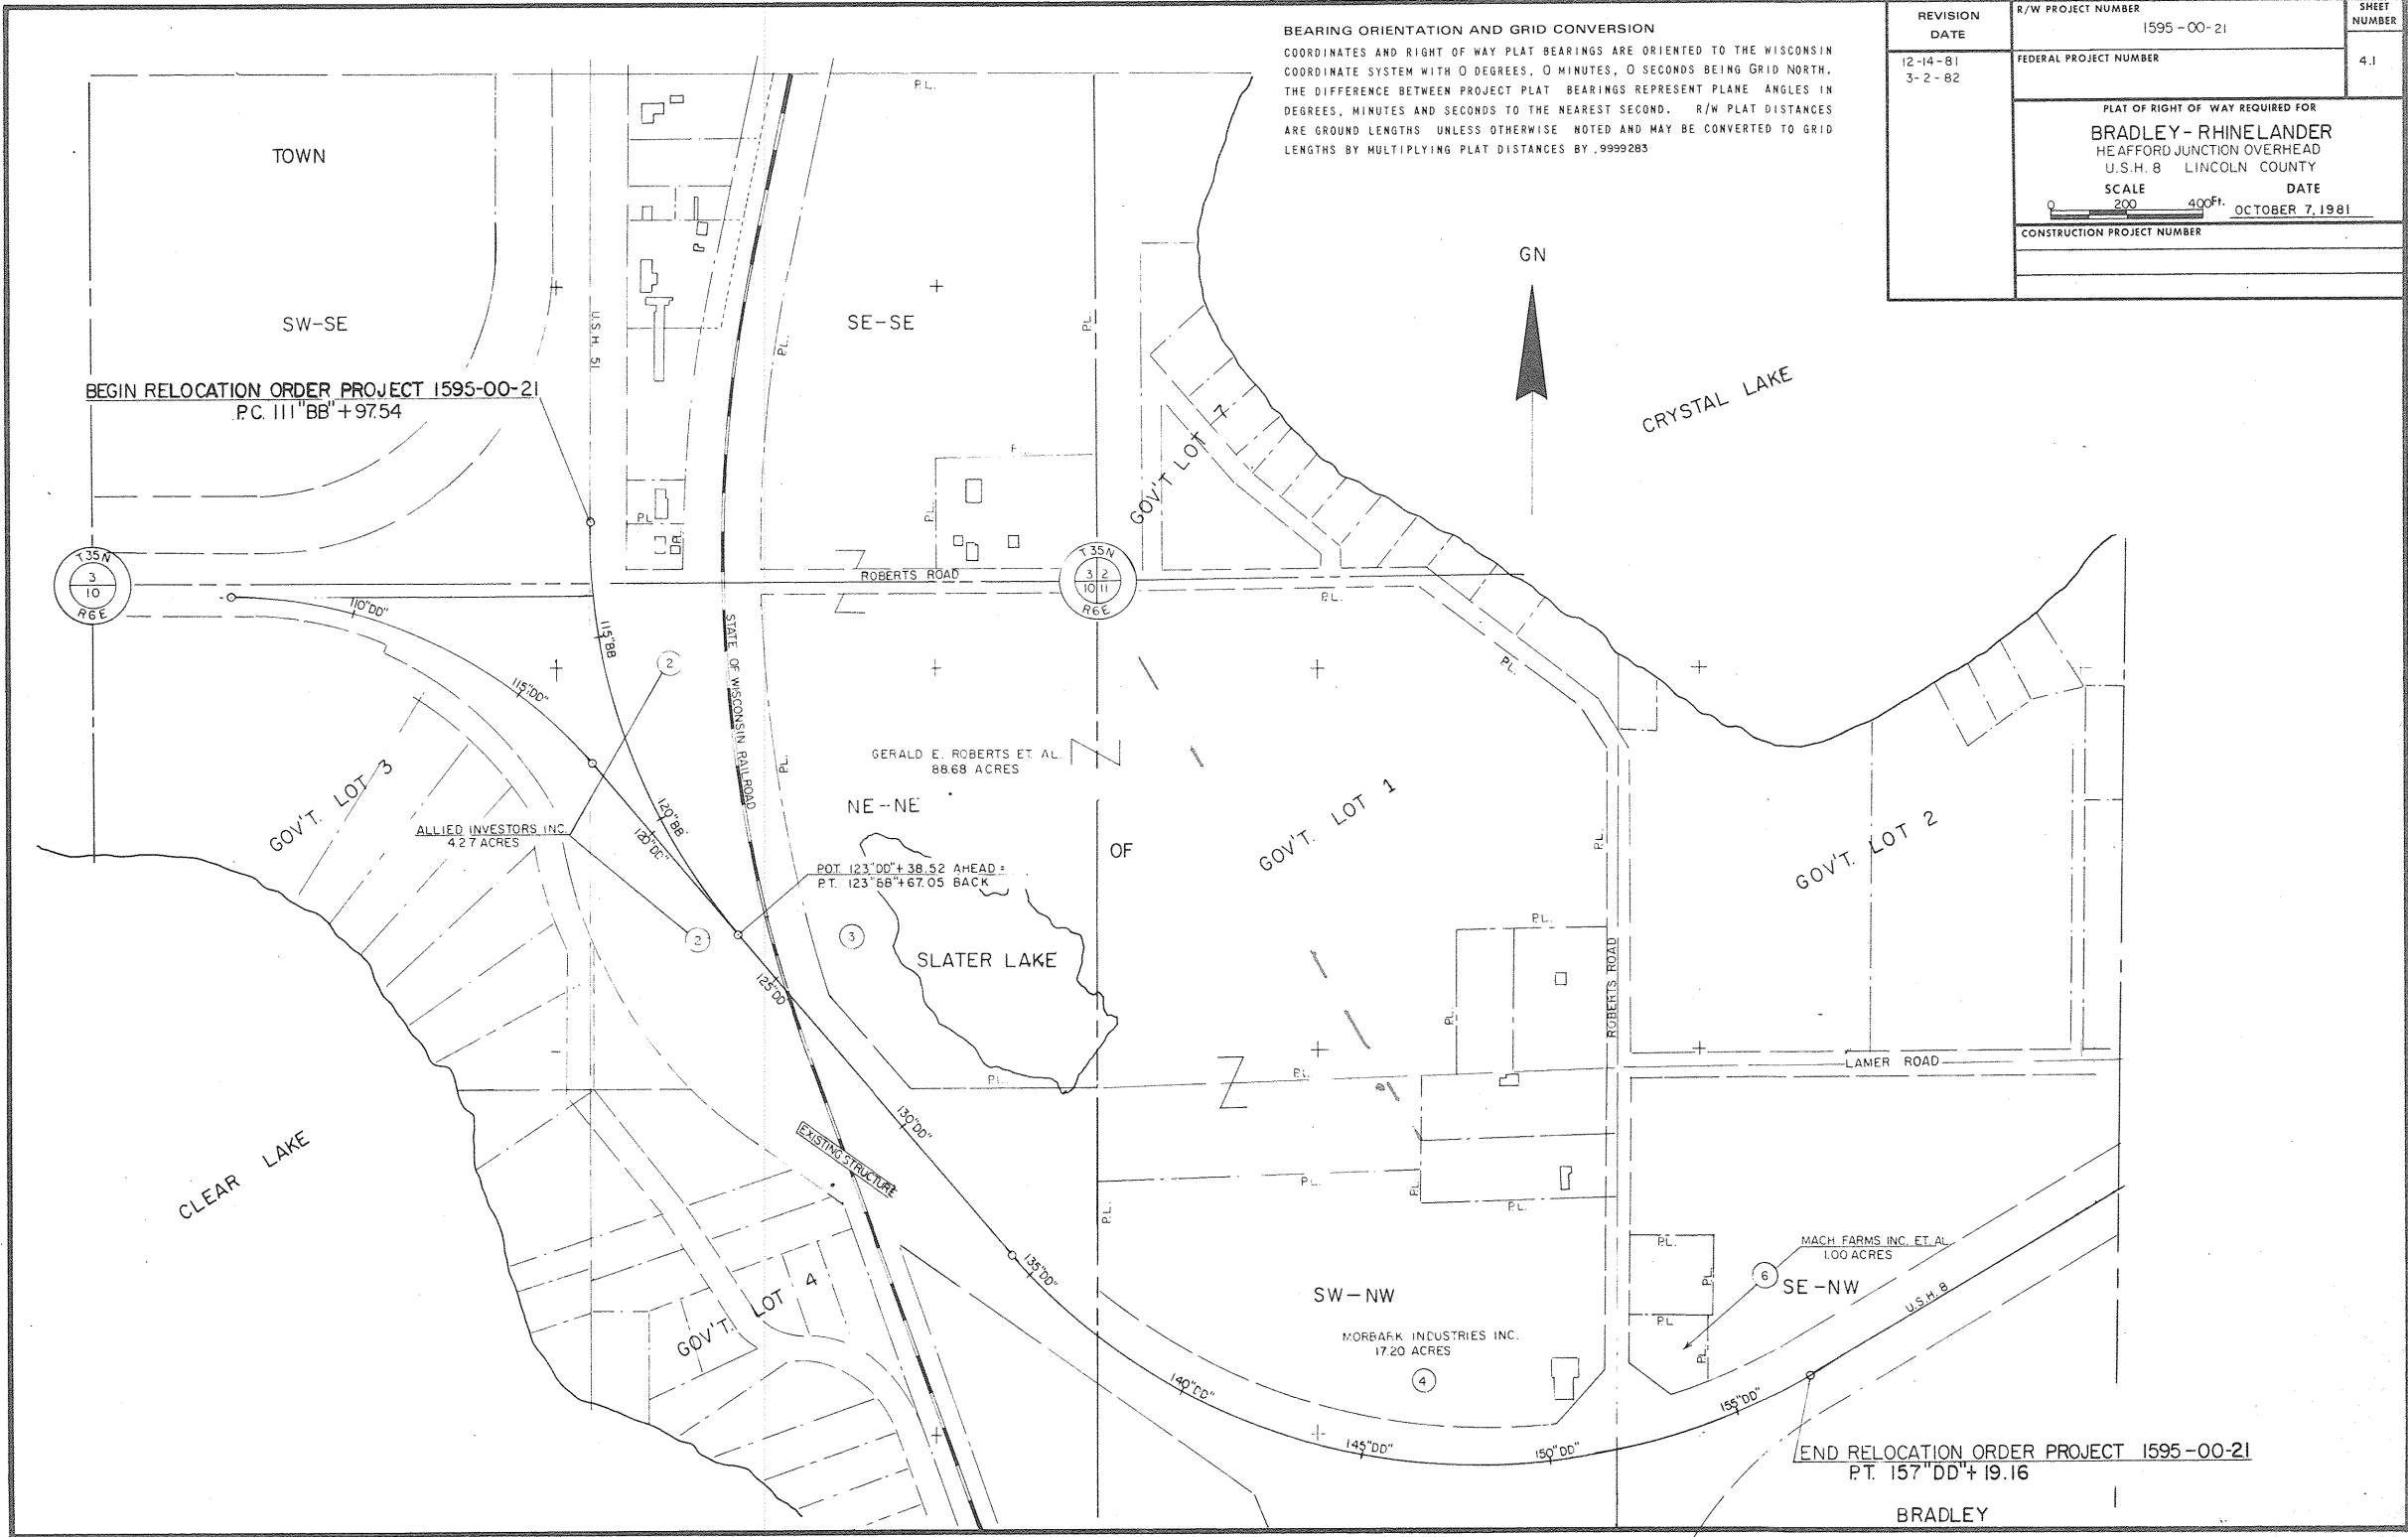 BEARING ORIENTATION AND GRID CONVERSION
COORDINATES AND RIGHT OF WAY PLAT BEARINGS ARE ORIENTED TO THE WISCONSIN
COORDINATE SYSTEM WITH 0 DEGREES, 0 MINUTES, 0 SECONDS BEING GRID NORTH.
THE DIFFERENCE BETWEEN PROJECT PLAT BEARINGS REPRESENT PLANE ANGLES IN
DEGREES, MINUTES AND SECONDS TO THE NEAREST SECOND. R/W PLAT DISTANCES
ARE GROUND LENGTHS UNLESS OTHERWISE NOTED AND MAY BE CONVERTED TO GRID
LENGTHS BY MULTIPLYING PLAT DISTANCES BY .9999283
REVISION
DATE
12-14-81
3-2-82
R/W PROJECT NUMBER
1595-00-21
SHEET
NUMBER
4.1
FEDERAL PROJECT NUMBER
PLAT OF RIGHT OF WAY REQUIRED FOR
BRADLEY-RHINELANDER
HEAFFORD JUNCTION OVERHEAD
U.S.H. 8 LINCOLN COUNTY
SCALE
0 200 400Ft.
DATE
OCTOBER 7, 1981
CONSTRUCTION PROJECT NUMBER
P.L.
TOWN
GN
SW-SE
U.S.H. 51
P.L.
SE-SE
P.L.
CRYSTAL LAKE
BEGIN RELOCATION ORDER PROJECT 1595-00-21
P.C. 111"BB"+97.54
GOV'T LOT 7
P.L.
P.L.
P.L.
P.L.
T35N
3
10
R6E
ROBERTS ROAD
T35N
3 2
10 11
R6E
P.L.
110"DD"
115"BB"
2
STATE OF WISCONSIN RAILROAD
P.L.
115"DD"
GERALD E. ROBERTS ET. AL.
88.68 ACRES
P.L.
GOV'T. LOT 3
NE-NE
GOV'T. LOT 1
GOV'T. LOT 2
P.L.
120"BB"
120"DD"
ALLIED INVESTORS INC.
4.27 ACRES
OF
P.O.T. 123"DD"+38.52 AHEAD =
P.T. 123"BB"+67.05 BACK
2
3
SLATER LAKE
P.L.
125"DD"
P.L.
ROBERTS ROAD
LAMER ROAD
P.L.
P.L.
130"DD"
EXISTING STRUCTURE
CLEAR LAKE
P.L.
P.L.
P.L.
P.L.
135"DD"
P.L.
MACH FARMS INC. ET. AL.
1.00 ACRES
6
SE-NW
P.L.
P.L.
P.L.
U.S.H. 8
GOV'T. LOT 4
SW-NW
MORBARK INDUSTRIES INC.
17.20 ACRES
4
140"DD"
145"DD"
150"DD"
155"DD"
END RELOCATION ORDER PROJECT 1595-00-21
P.T. 157"DD"+19.16
BRADLEY